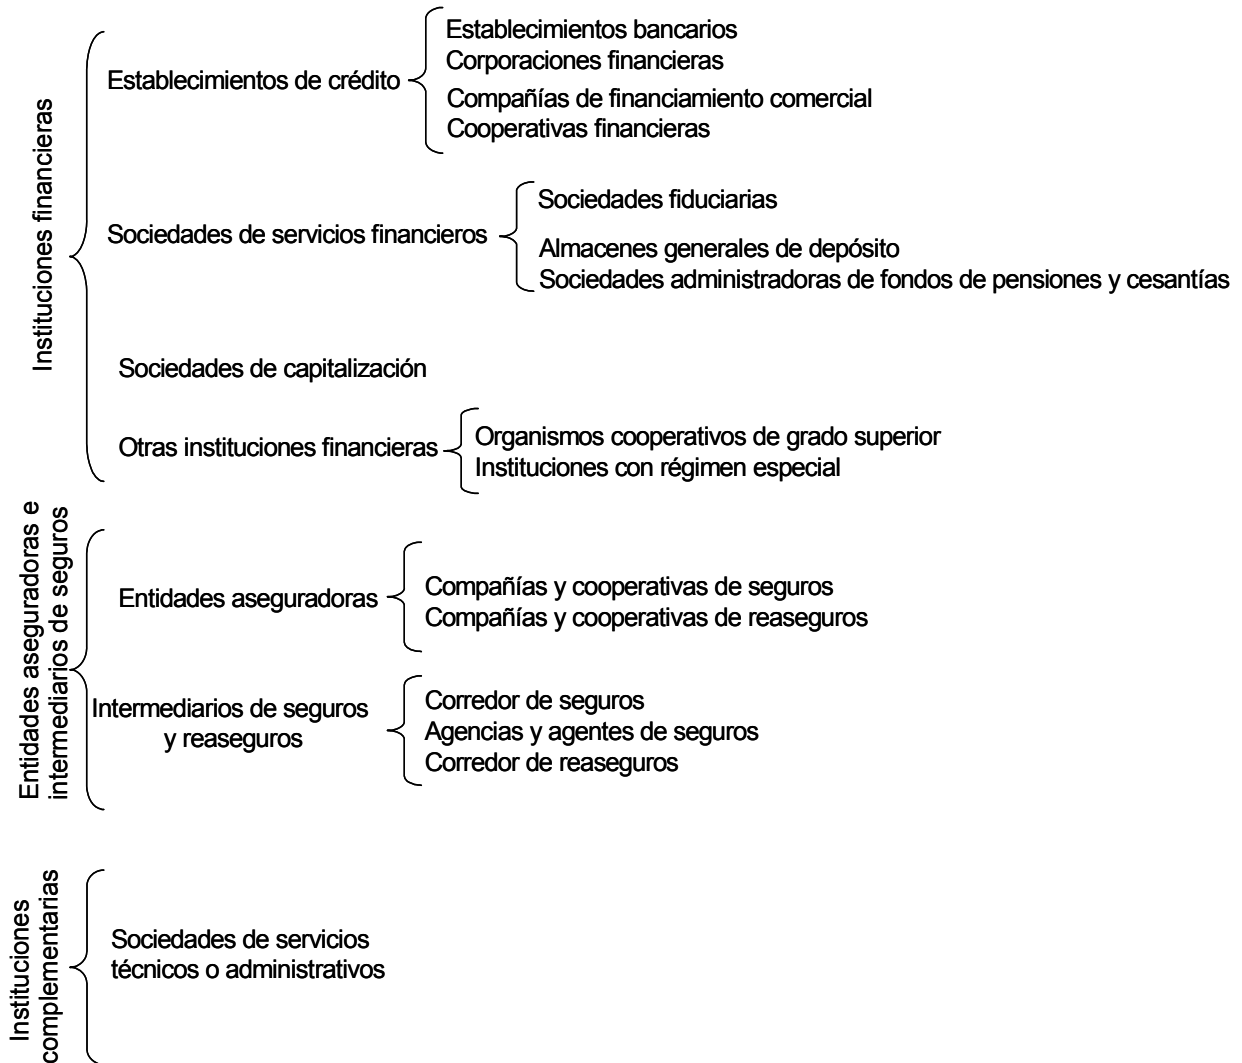 Instituciones financieras
Establecimientos de crédito
Establecimientos bancarios
Corporaciones financieras
Compañías de financiamiento comercial
Cooperativas financieras
Sociedades de servicios financieros
Sociedades fiduciarias
Almacenes generales de depósito
Sociedades administradoras de fondos de pensiones y cesantías
Sociedades de capitalización
Otras instituciones financieras
Organismos cooperativos de grado superior
Instituciones con régimen especial
Entidades aseguradoras e
intermediarios de seguros
Entidades aseguradoras
Compañías y cooperativas de seguros
Compañías y cooperativas de reaseguros
Intermediarios de seguros
y reaseguros
Corredor de seguros
Agencias y agentes de seguros
Corredor de reaseguros
Instituciones
complementarias
Sociedades de servicios
técnicos o administrativos